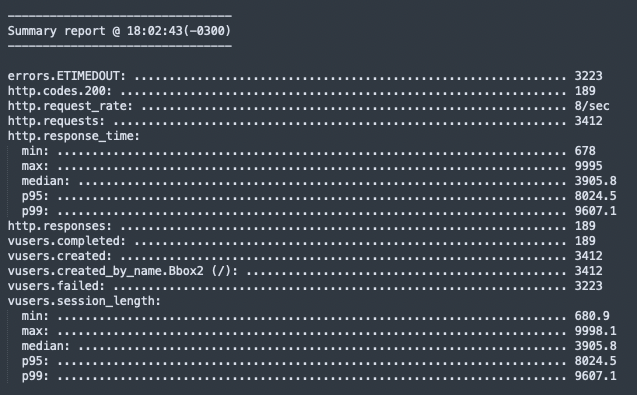 --------------------------------
Summary report @ 18:02:43(-0300)
--------------------------------
errors.ETIMEDOUT: .............................................................. 3223
http.codes.200: ................................................................ 189
http.request_rate: ............................................................. 8/sec
http.requests: ................................................................. 3412
http.response_time:
  min: ......................................................................... 678
  max: ......................................................................... 9995
  median: ...................................................................... 3905.8
  p95: ......................................................................... 8024.5
  p99: ......................................................................... 9607.1
http.responses: ................................................................ 189
vusers.completed: .............................................................. 189
vusers.created: ................................................................ 3412
vusers.created_by_name.Bbox2 (/): .............................................. 3412
vusers.failed: ................................................................. 3223
vusers.session_length:
  min: ......................................................................... 680.9
  max: ......................................................................... 9998.1
  median: ...................................................................... 3905.8
  p95: ......................................................................... 8024.5
  p99: ......................................................................... 9607.1